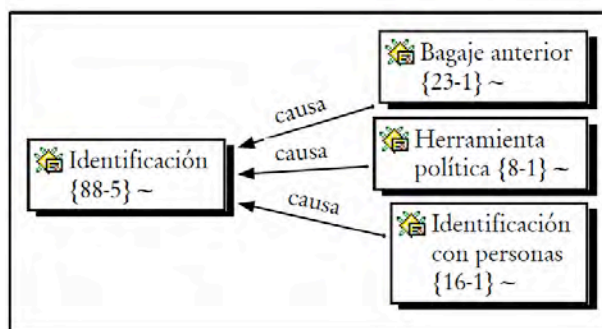 Bagaje anterior
{23-1} ~
causa
Herramienta
política {8-1} ~
causa
Identificación
{88-5} ~
causa
Identificación
con personas
{16-1} ~